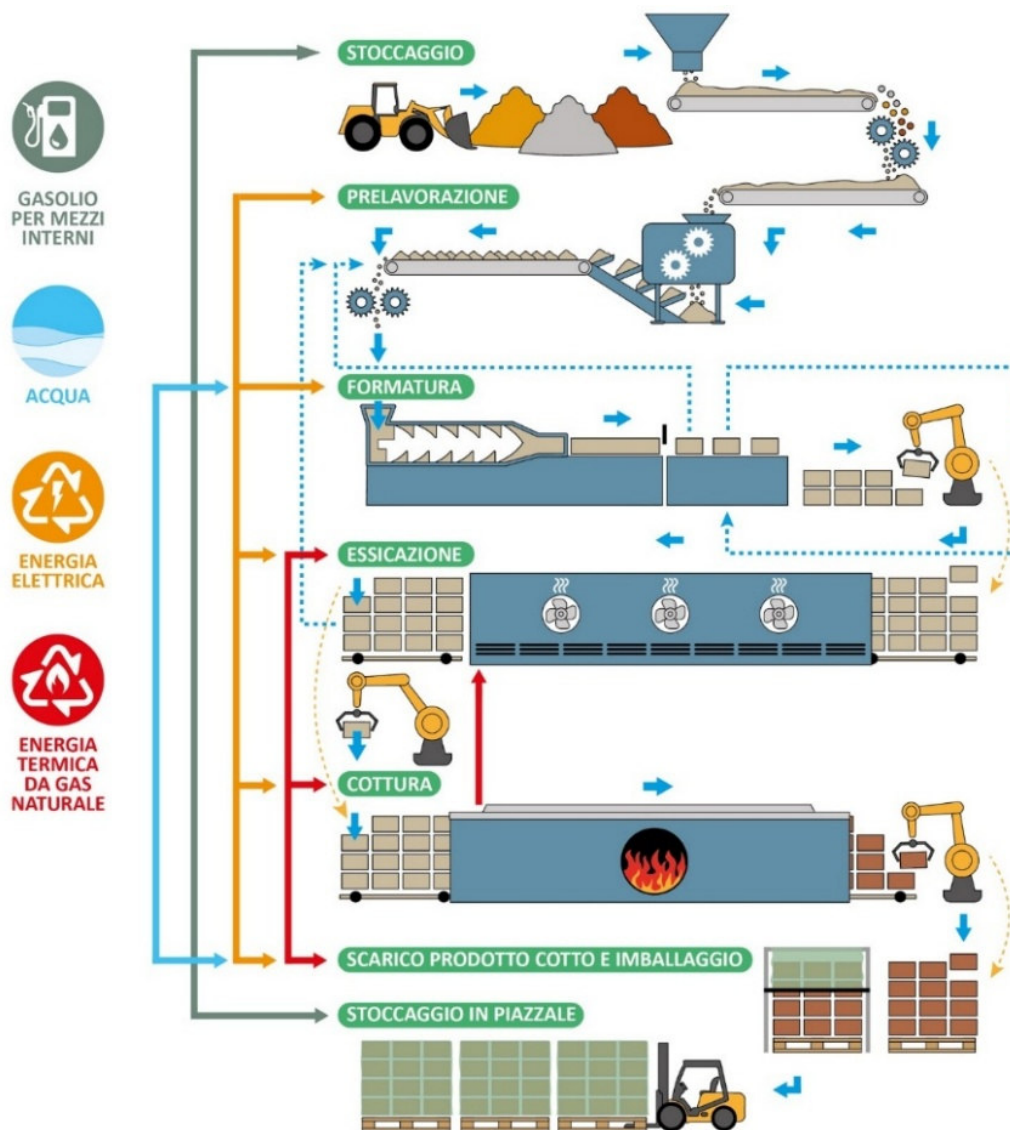 STOCCAGGIO
GASOLIO
PER MEZZI
INTERNI
PRELAVORAZIONE
ACQUA
FORMATURA
ENERGIA
ELETTRICA
ESSICAZIONE
ENERGIA
TERMICA
DA GAS
NATURALE
COTTURA
SCARICO PRODOTTO COTTO E IMBALLAGGIO
STOCCAGGIO IN PIAZZALE